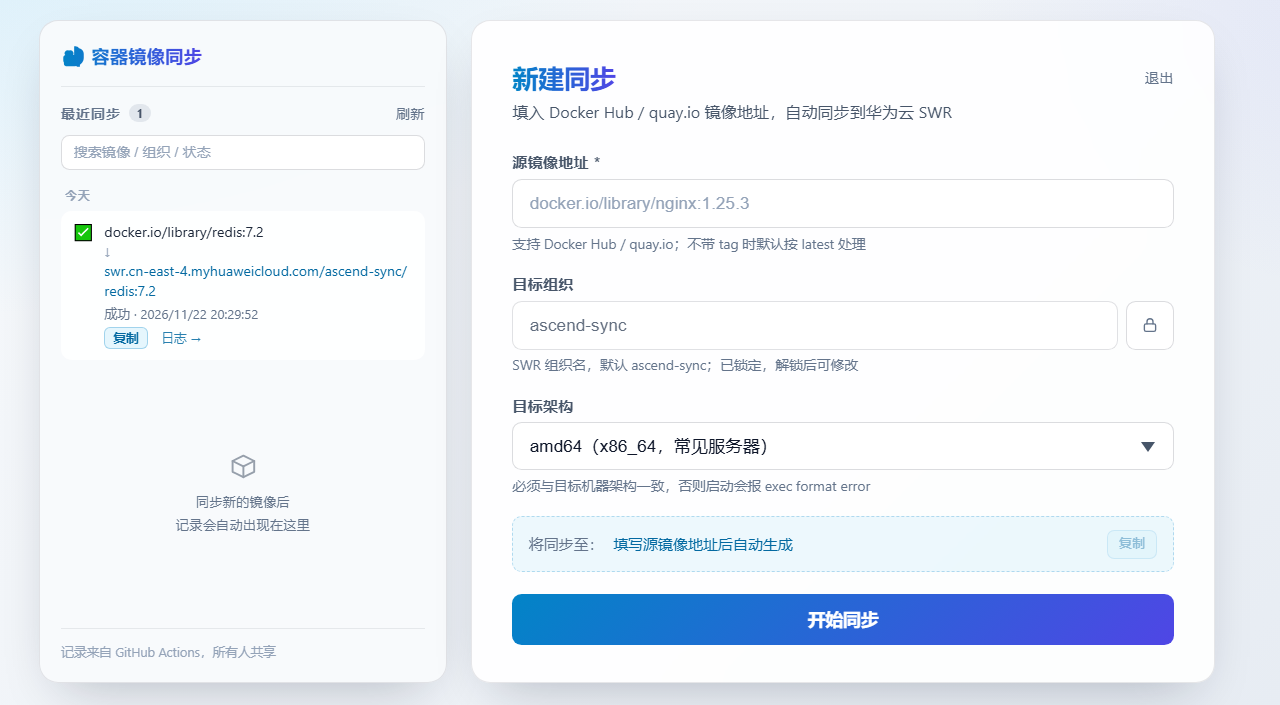 容器镜像同步
最近同步 1
刷新
搜索镜像 / 组织 / 状态
今天
docker.io/library/redis:7.2
↓
swr.cn-east-4.myhuaweicloud.com/ascend-sync/
redis:7.2
成功 · 2026/11/22 20:29:52
复制 日志 →
同步新的镜像后
记录会自动出现在这里
记录来自 GitHub Actions，所有人共享
新建同步
退出
填入 Docker Hub / quay.io 镜像地址，自动同步到华为云 SWR
源镜像地址 *
docker.io/library/nginx:1.25.3
支持 Docker Hub / quay.io；不带 tag 时默认按 latest 处理
目标组织
ascend-sync
SWR 组织名，默认 ascend-sync；已锁定，解锁后可修改
目标架构
amd64（x86_64，常见服务器）
必须与目标机器架构一致，否则启动会报 exec format error
将同步至： 填写源镜像地址后自动生成 复制
开始同步